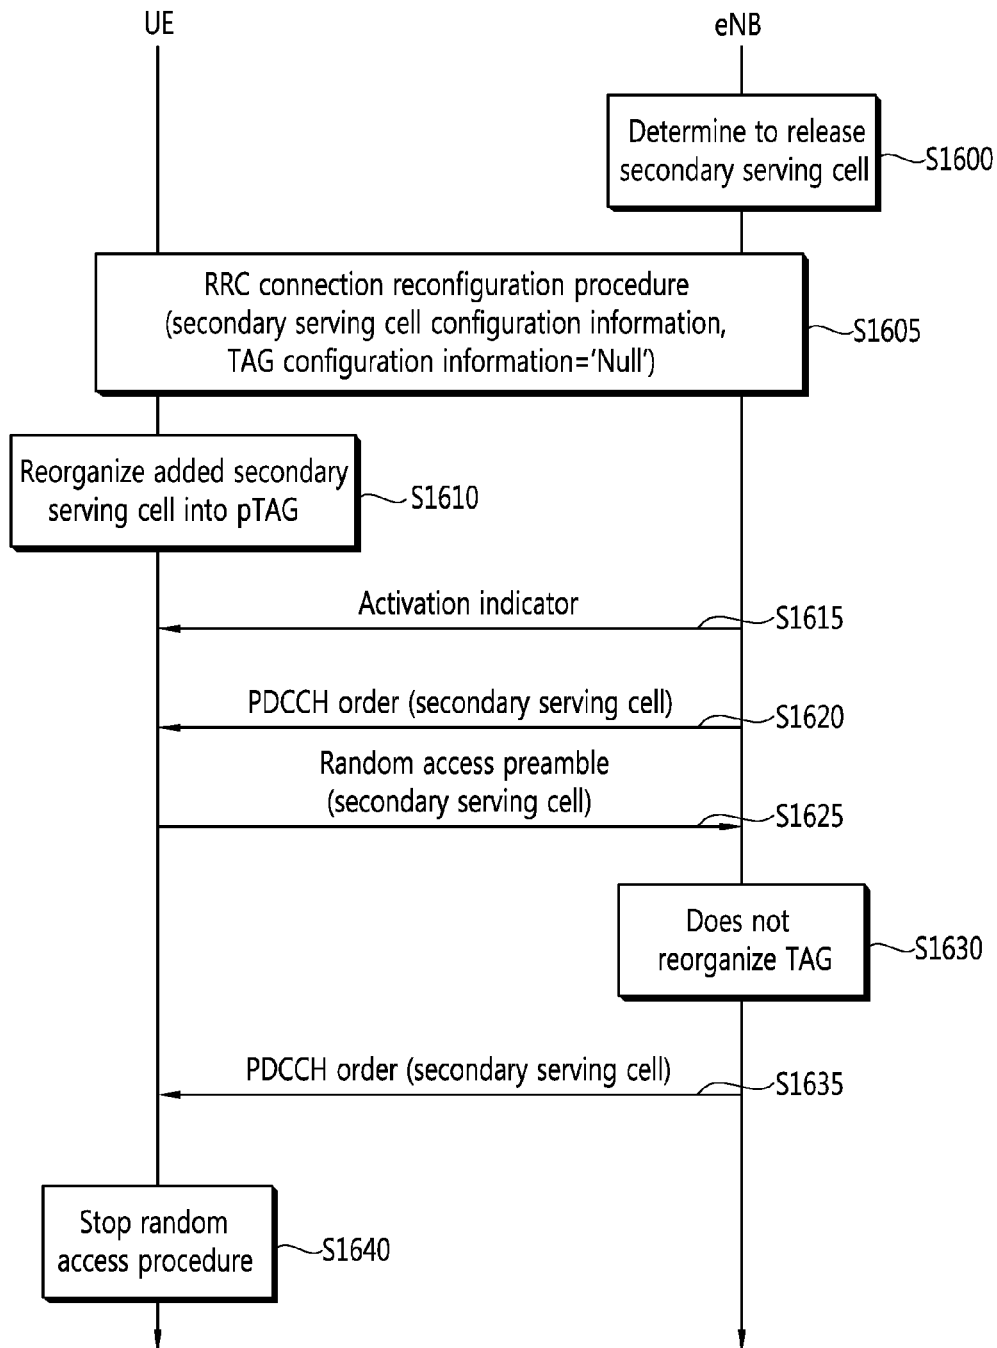 UE
eNB
Determine to release
secondary serving cell
S1600
RRC connection reconfiguration procedure
(secondary serving cell configuration information,
TAG configuration information=‘Null’)
S1605
Reorganize added secondary
serving cell into pTAG
S1610
Activation indicator
S1615
PDCCH order (secondary serving cell)
S1620
Random access preamble
(secondary serving cell)
S1625
Does not
reorganize TAG
S1630
PDCCH order (secondary serving cell)
S1635
Stop random
access procedure
S1640